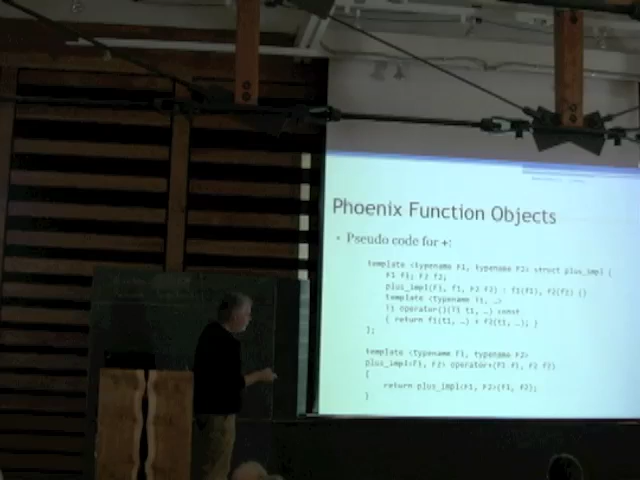 Phoenix Function Objects
• Pseudo code for +:
template <typename F1, typename F2> struct plus_impl {
F1 f1; F2 f2;
plus_impl(F1, f1, F2 f2) : f1(f1), f2(f2) {}
template <typename T1, …>
operator()(T1 t1, …) const
{ return f1(t1, …) + f2(t1, …); }
};
template <typename F1, typename F2>
plus_impl<F1, F2> operator+(F1 f1, F2 f2)
{
return plus_impl<F1, F2>(f1, f2);
}